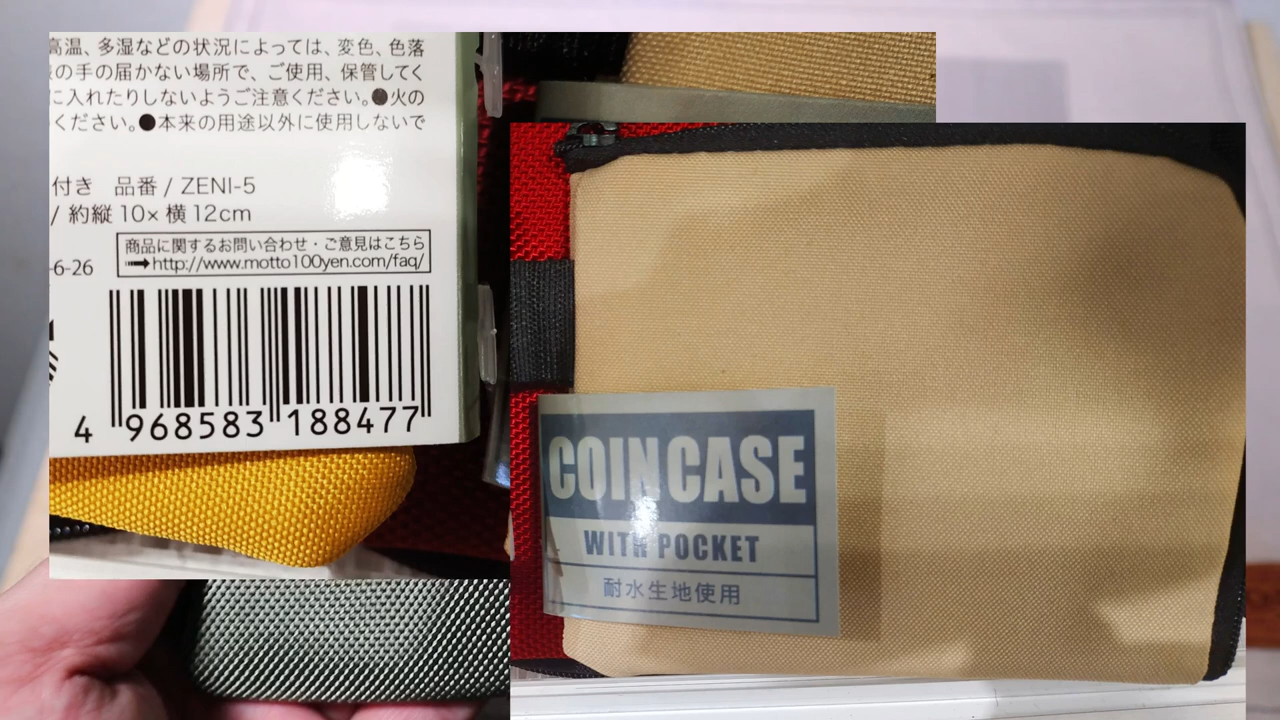 高温、多湿などの状況によっては、変色、色落
の手の届かない場所で、ご使用、保管してく
に入れたりしないようご注意ください。●火の
ください。●本来の用途以外に使用しないで
付き 品番 / ZENI-5
/ 約縦 10× 横 12cm
商品に関するお問い合わせ・ご意見はこちら
-6-26
➡http://www.motto100yen.com/faq/
4 968583 188477
COIN CASE
WITH POCKET
耐水生地使用